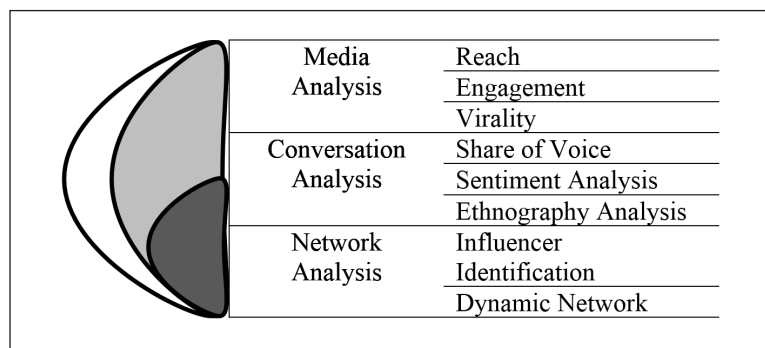 Media
Analysis
Reach
Engagement
Virality
Conversation
Analysis
Share of Voice
Sentiment Analysis
Ethnography Analysis
Network
Analysis
Influencer
Identification
Dynamic Network